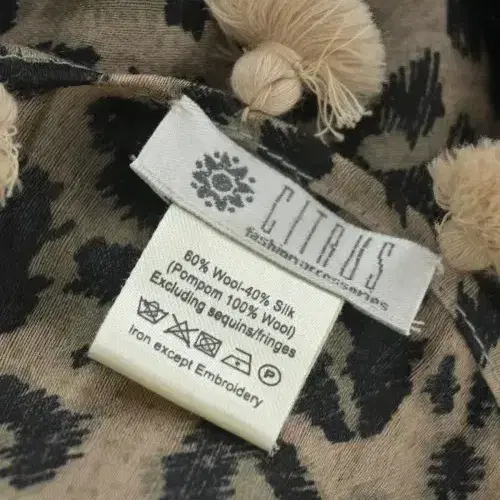 CITRUS
fashion accessories
60% Wool-40% Silk
(Pompom 100% Wool)
Excluding sequins/fringes
P
Iron except Embroidery